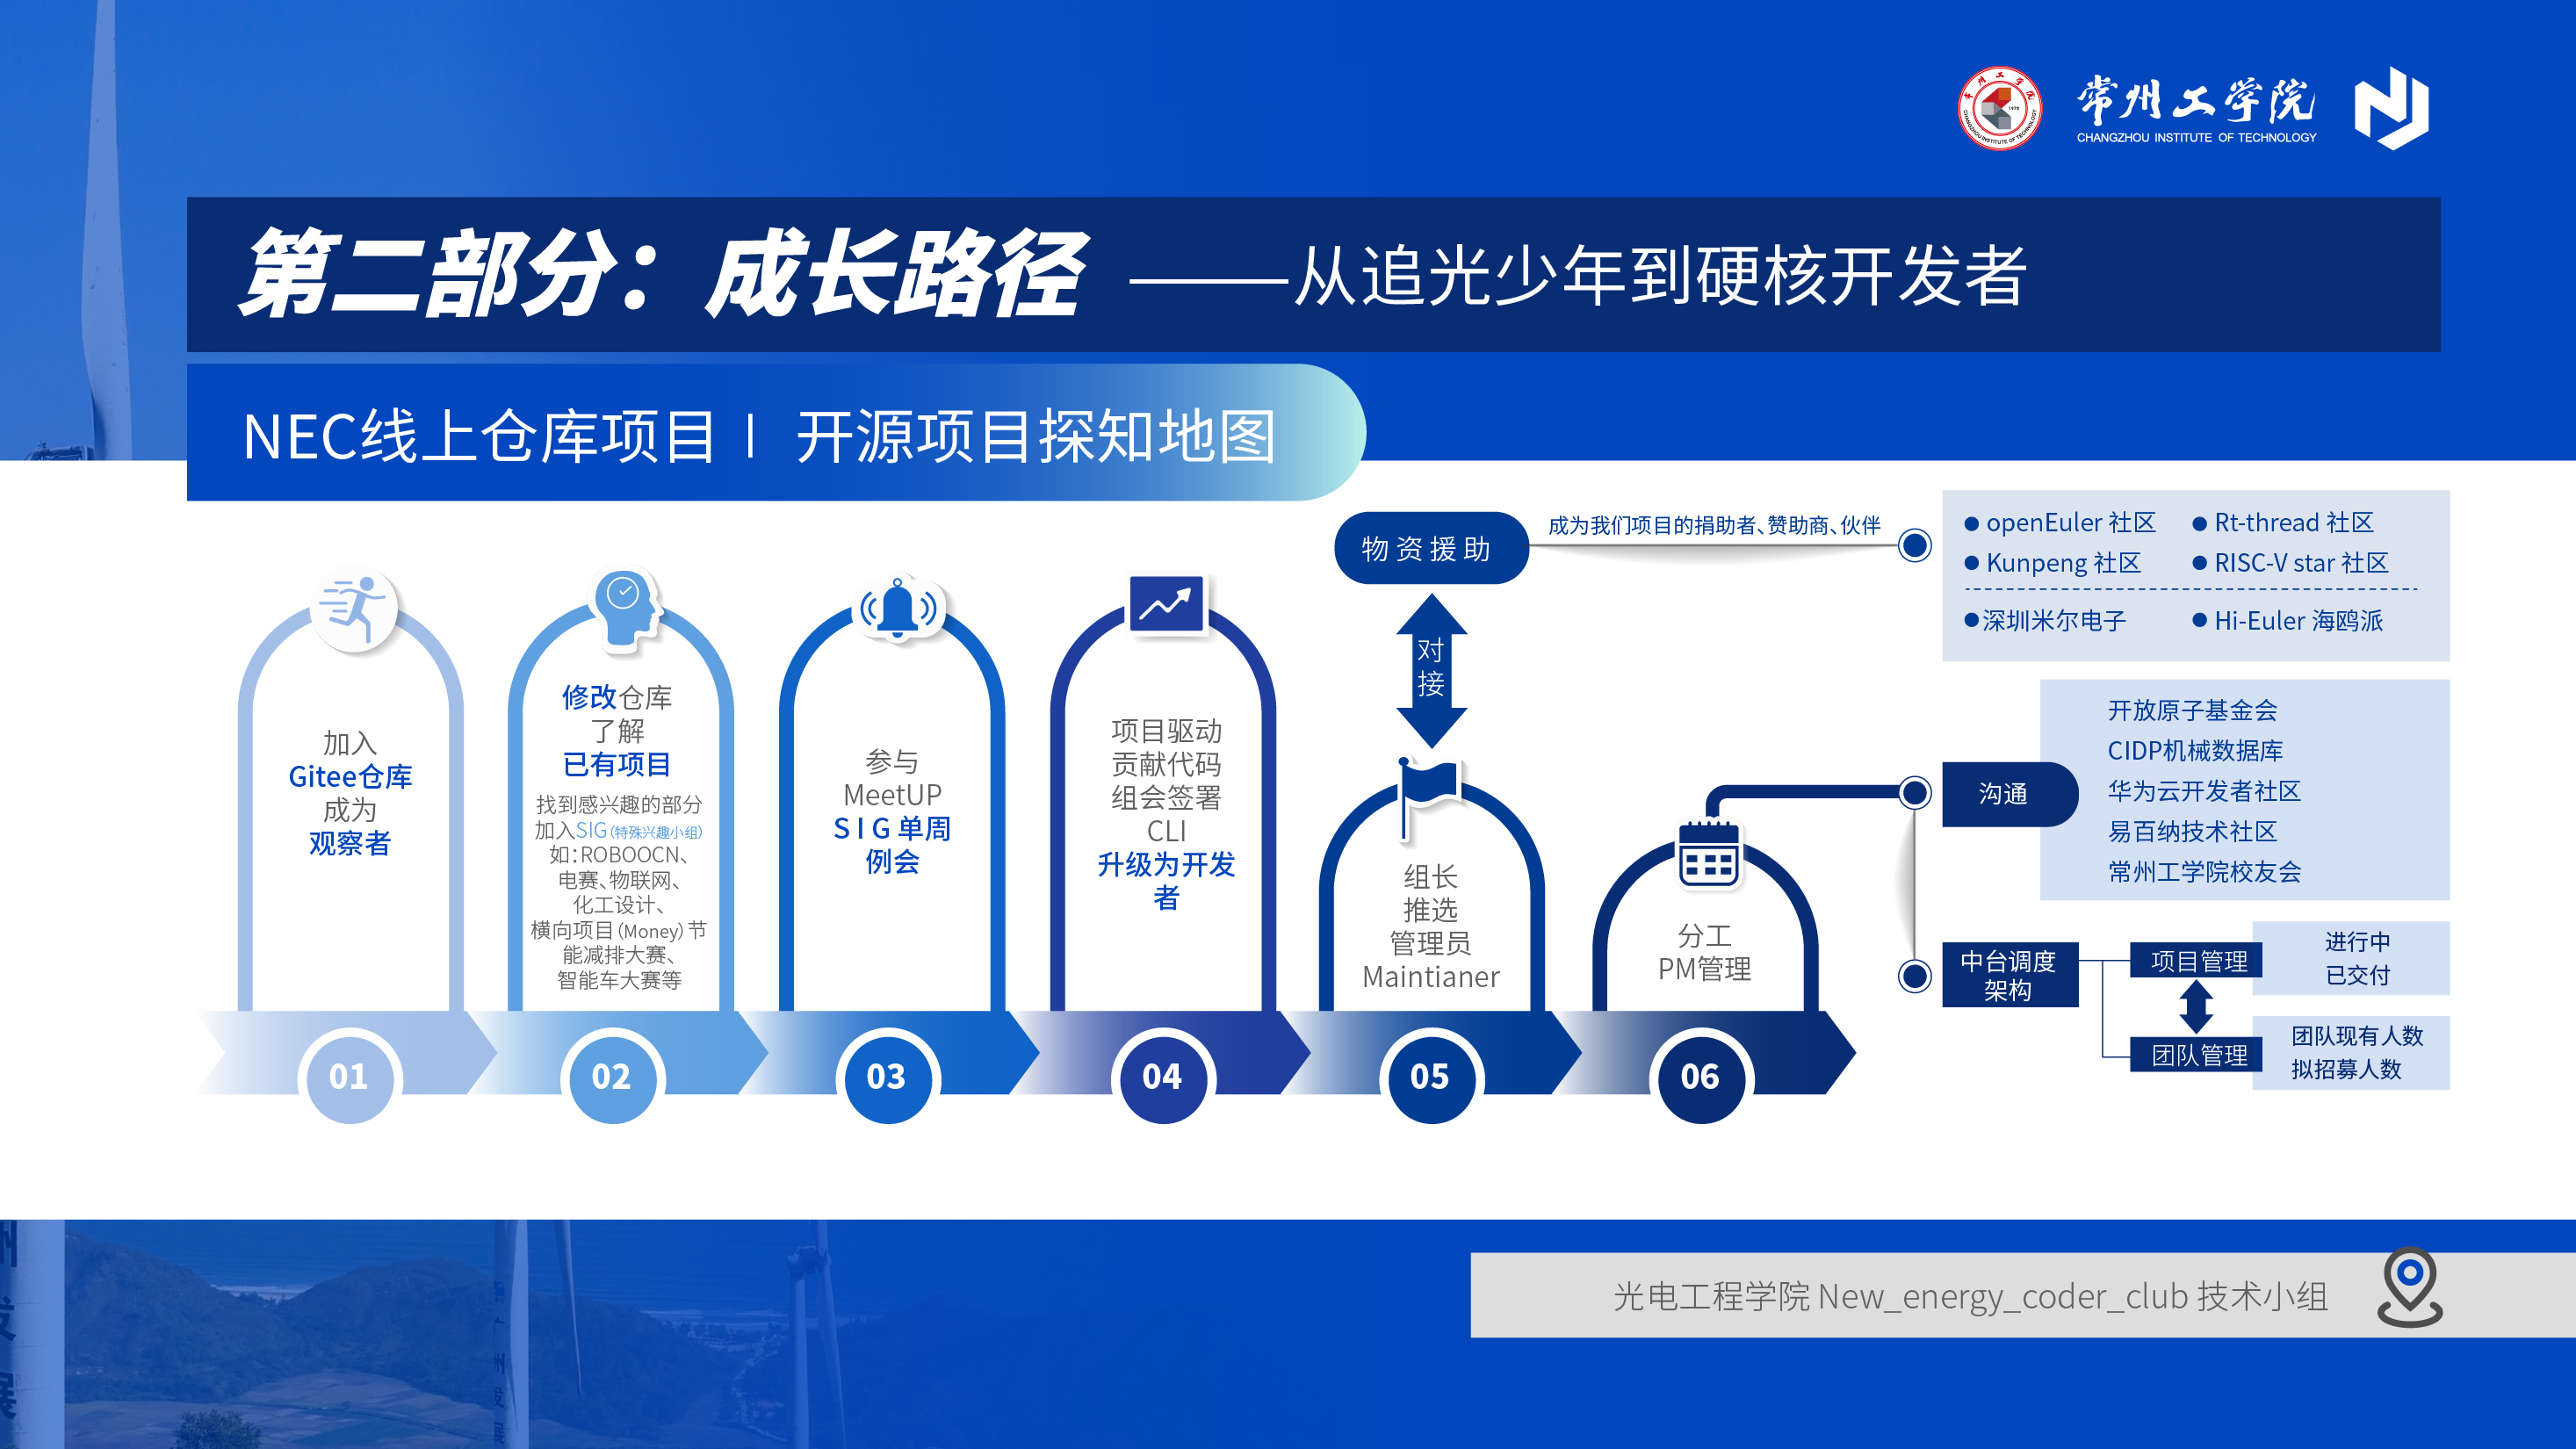 常州工学院
CHANGZHOU INSTITUTE OF TECHNOLOGY
常州工学院
CHANGZHOU INSTITUTE OF TECHNOLOGY
1978
第二部分：成长路径 ——从追光少年到硬核开发者
NEC线上仓库项目 | 开源项目探知地图
加入
Gitee仓库
成为
观察者
01
修改仓库
了解
已有项目
找到感兴趣的部分
加入SIG（特殊兴趣小组）
如：ROBOOCN、
电赛、物联网、
化工设计、
横向项目（Money）节
能减排大赛、
智能车大赛等
02
参与
MeetUP
SIG单周
例会
03
项目驱动
贡献代码
组会签署
CLI
升级为开发
者
04
物资援助
对
接
组长
推选
管理员
Maintianer
05
分工
PM管理
06
成为我们项目的捐助者、赞助商、伙伴
● openEuler 社区
● Rt-thread 社区
● Kunpeng 社区
● RISC-V star 社区
●深圳米尔电子
● Hi-Euler 海鸥派
沟通
开放原子基金会
CIDP机械数据库
华为云开发者社区
易百纳技术社区
常州工学院校友会
中台调度
架构
项目管理
进行中
已交付
团队管理
团队现有人数
拟招募人数
光电工程学院 New_energy_coder_club 技术小组